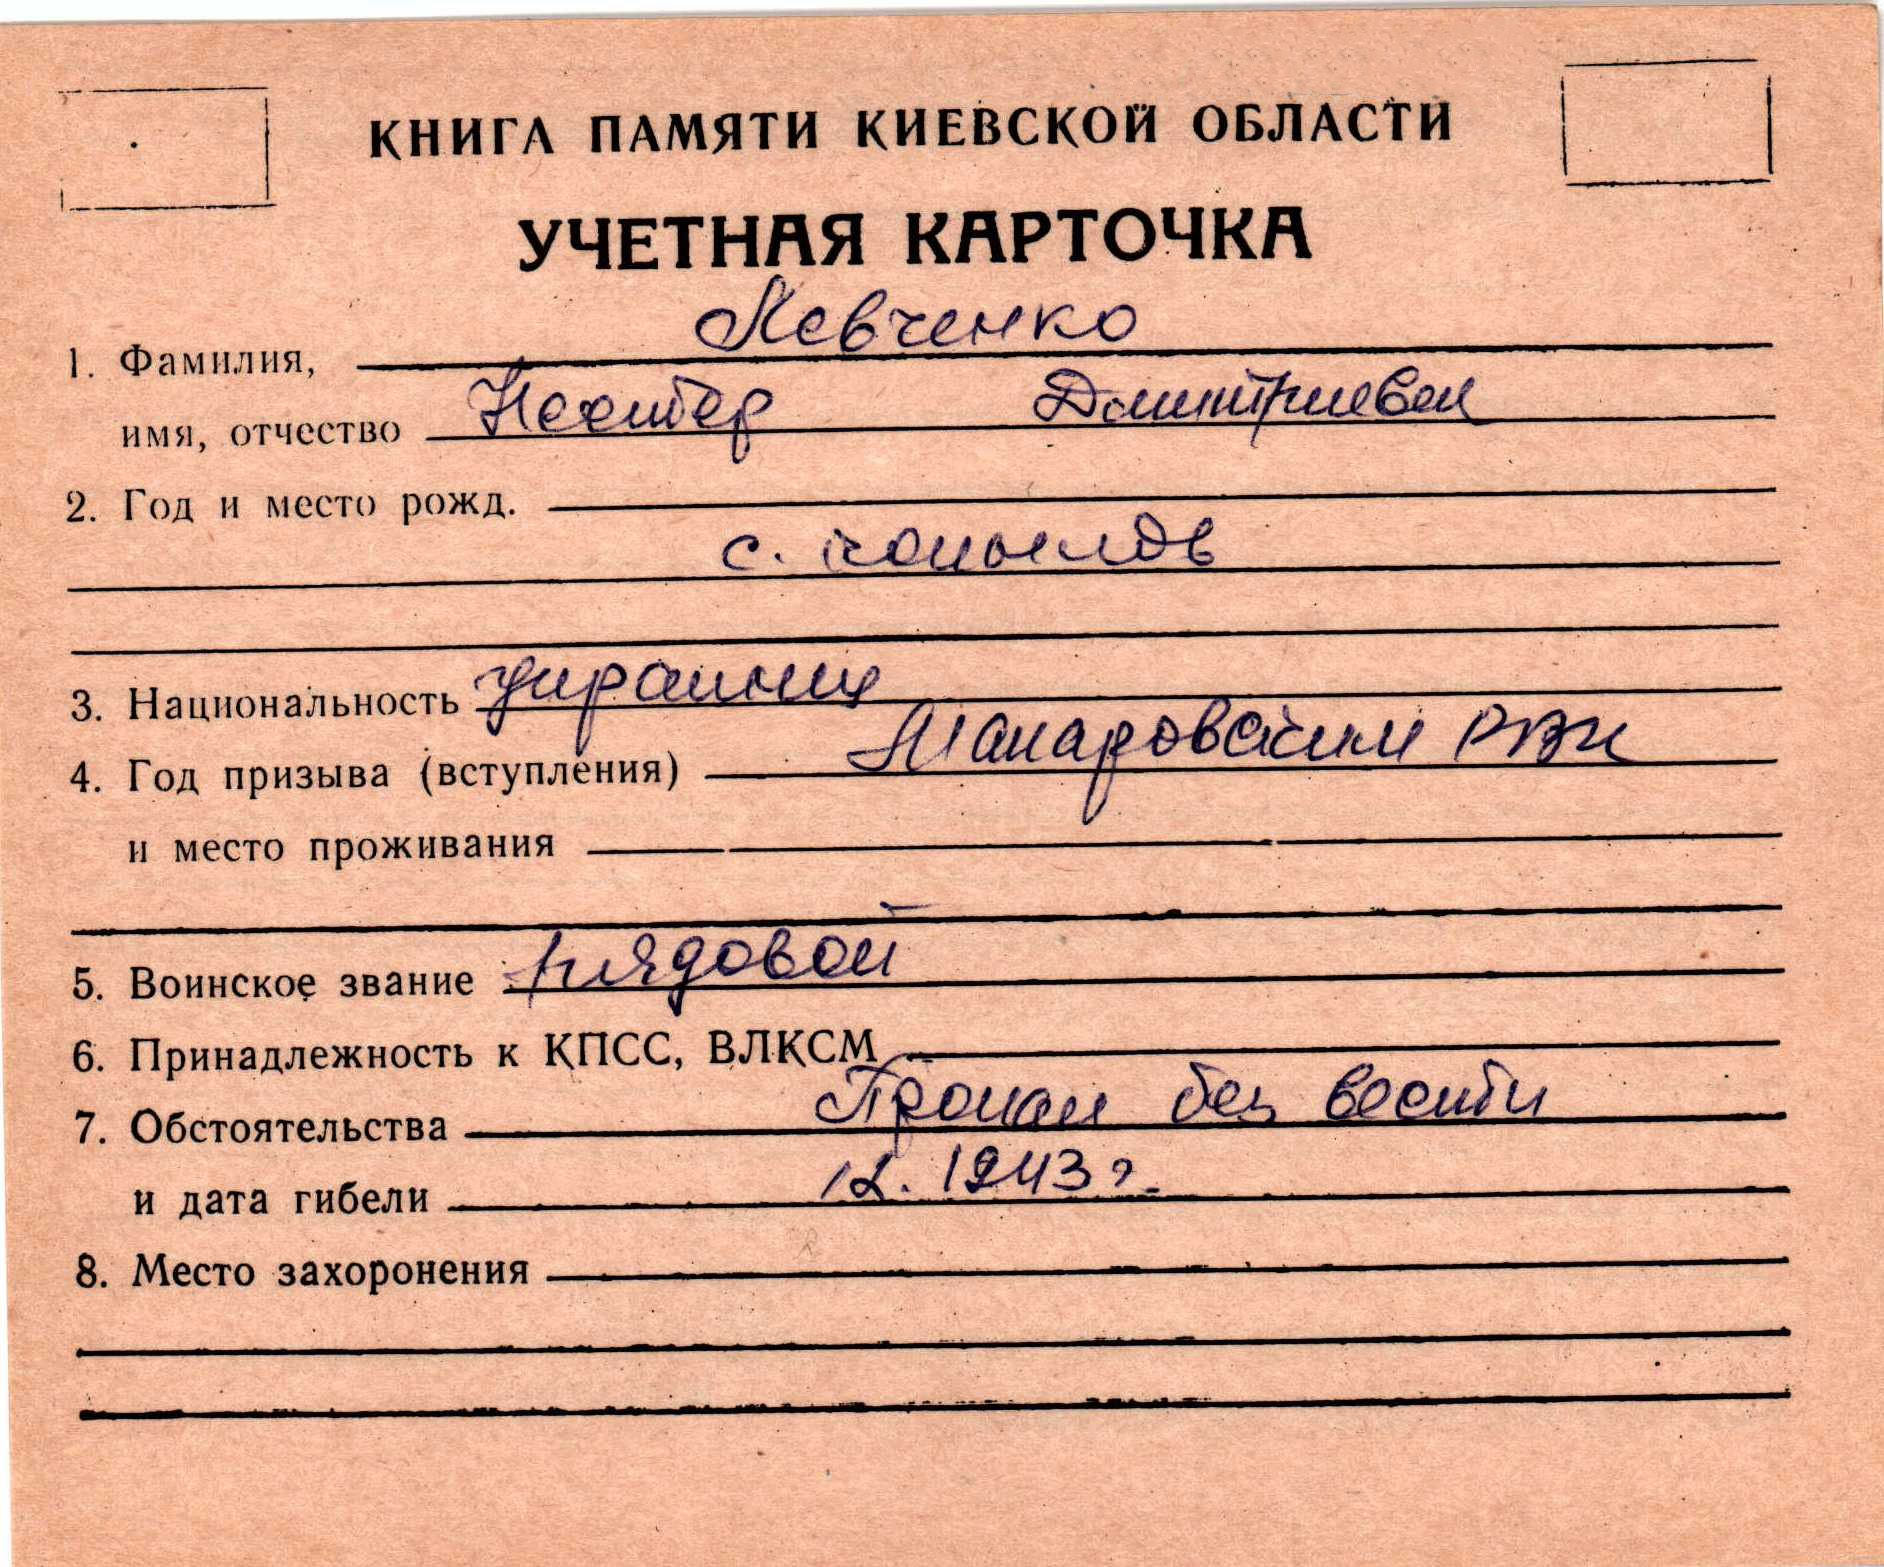 КНИГА ПАМЯТИ КИЕВСКОЙ ОБЛАСТИ
УЧЕТНАЯ КАРТОЧКА
1. Фамилия, Левченко
имя, отчество Нестер Дмитриевич
2. Год и место рожд.
с. Копылов
3. Национальность украинец
4. Год призыва (вступления) Макаровским РВК
и место проживания
5. Воинское звание рядовой
6. Принадлежность к КПСС, ВЛКСМ
7. Обстоятельства Пропал без вести
и дата гибели 12. 1943 г.
8. Место захоронения